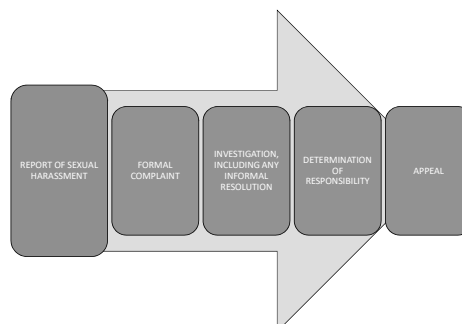 REPORT OF SEXUAL
HARASSMENT
FORMAL
COMPLAINT
INVESTIGATION,
INCLUDING ANY
INFORMAL
RESOLUTION
DETERMINATION
OF
RESPONSIBILITY
APPEAL